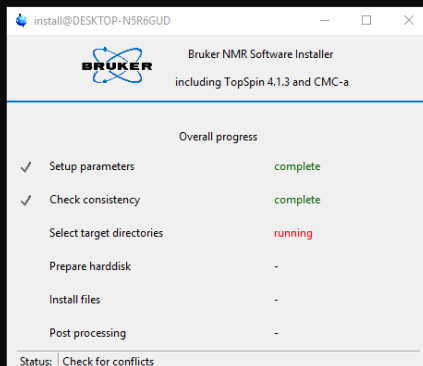 install@DESKTOP-N5R6GUD
BRUKER
Bruker NMR Software Installer
including TopSpin 4.1.3 and CMC-a
Overall progress
Setup parameters complete
Check consistency complete
Select target directories running
Prepare harddisk -
Install files -
Post processing -
Status: Check for conflicts